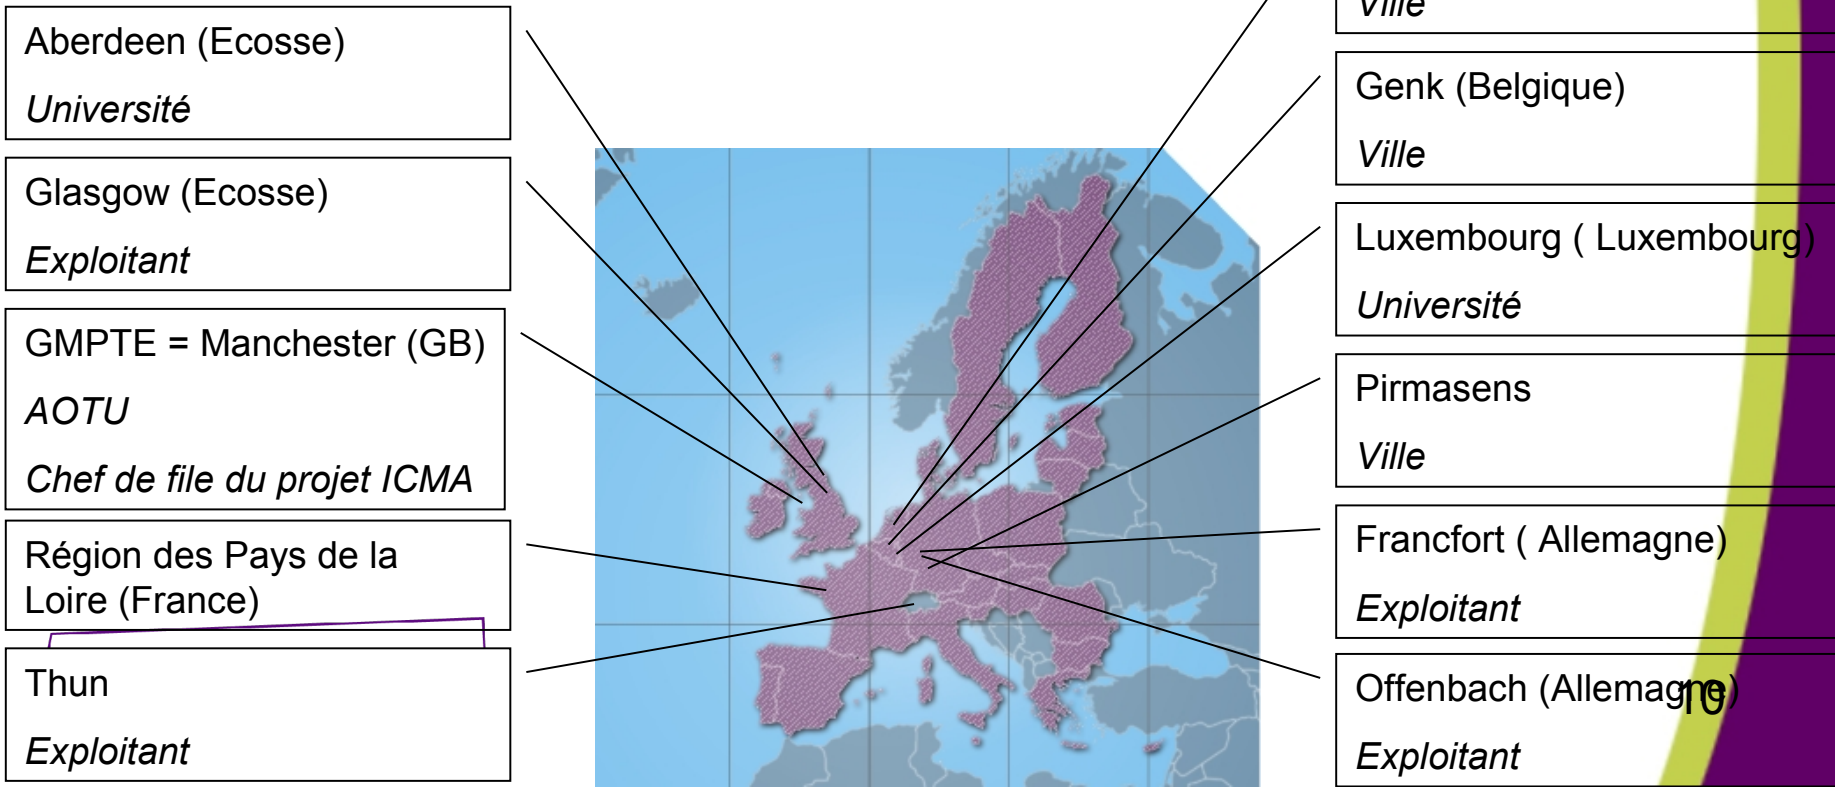 Aberdeen (Ecosse)
Université
Glasgow (Ecosse)
Exploitant
GMPTE = Manchester (GB)
AOTU
Chef de file du projet ICMA
Région des Pays de la
Loire (France)
Thun
Exploitant
Ville
Genk (Belgique)
Ville
Luxembourg ( Luxembourg)
Université
Pirmasens
Ville
Francfort ( Allemagne)
Exploitant
Offenbach (Allemagne)
Exploitant
10